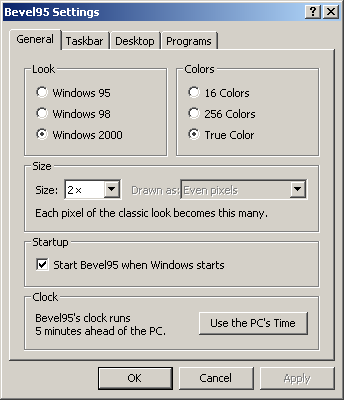 Bevel95 Settings
General Taskbar Desktop Programs
Look
Windows 95
Windows 98
Windows 2000
Colors
16 Colors
256 Colors
True Color
Size
Size: 2× Drawn as: Even pixels
Each pixel of the classic look becomes this many.
Startup
Start Bevel95 when Windows starts
Clock
Bevel95's clock runs
5 minutes ahead of the PC.
Use the PC's Time
OK Cancel Apply